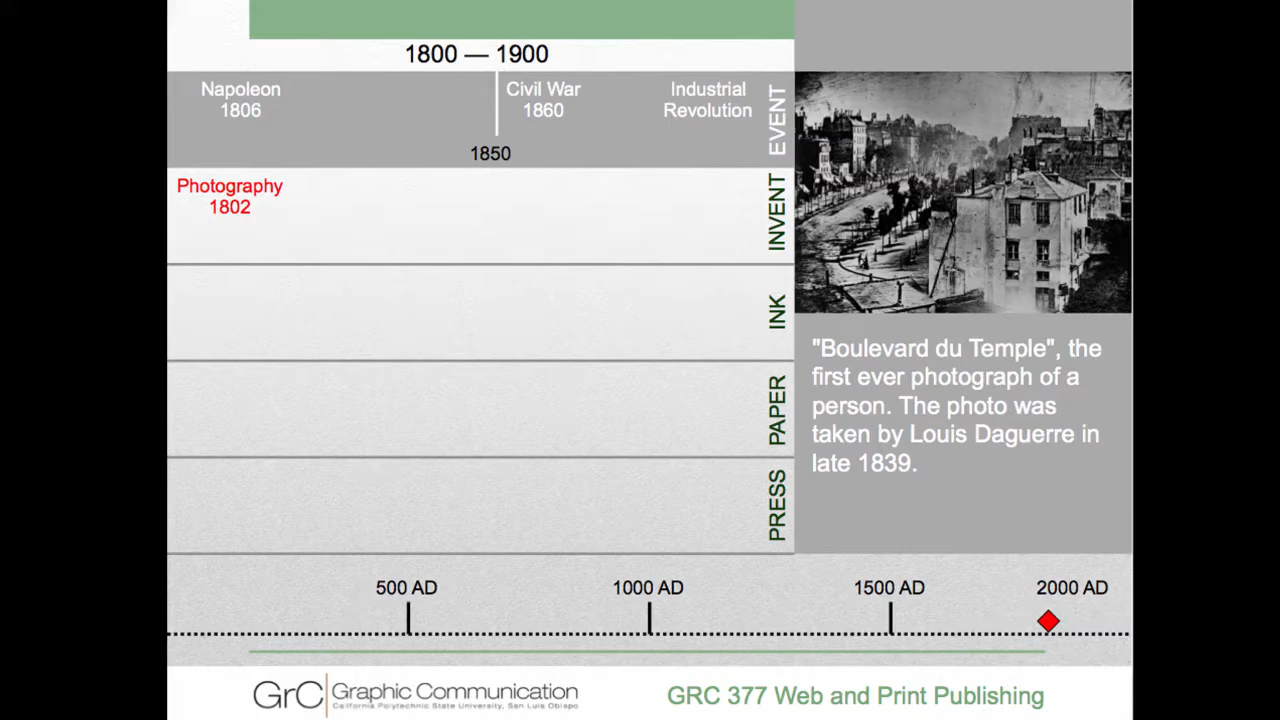 1800 — 1900
Napoleon
1806
Civil War
1860
Industrial
Revolution
EVENT
1850
Photography
1802
INVENT
INK
PAPER
PRESS
"Boulevard du Temple", the
first ever photograph of a
person. The photo was
taken by Louis Daguerre in
late 1839.
500 AD
1000 AD
1500 AD
2000 AD
GrC Graphic Communication
California Polytechnic State University, San Luis Obispo
GRC 377 Web and Print Publishing